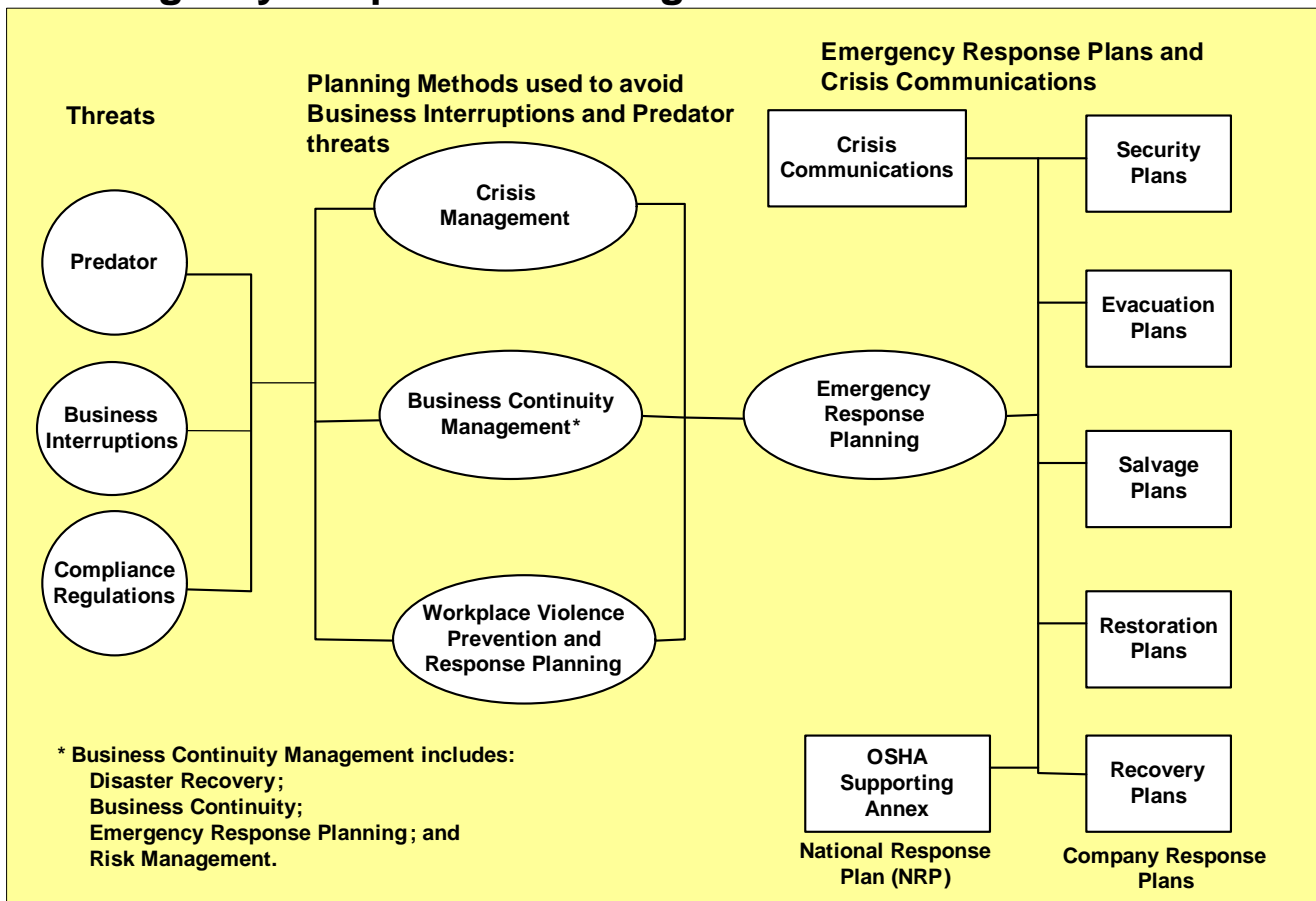 Threats
Planning Methods used to avoid
Business Interruptions and Predator
threats
Emergency Response Plans and
Crisis Communications
Predator
Business
Interruptions
Compliance
Regulations
Crisis
Management
Business Continuity
Management*
Workplace Violence
Prevention and
Response Planning
Emergency
Response
Planning
Crisis
Communications
Security
Plans
Evacuation
Plans
Salvage
Plans
Restoration
Plans
Recovery
Plans
OSHA
Supporting
Annex
National Response
Plan (NRP)
Company Response
Plans
* Business Continuity Management includes:
Disaster Recovery;
Business Continuity;
Emergency Response Planning; and
Risk Management.